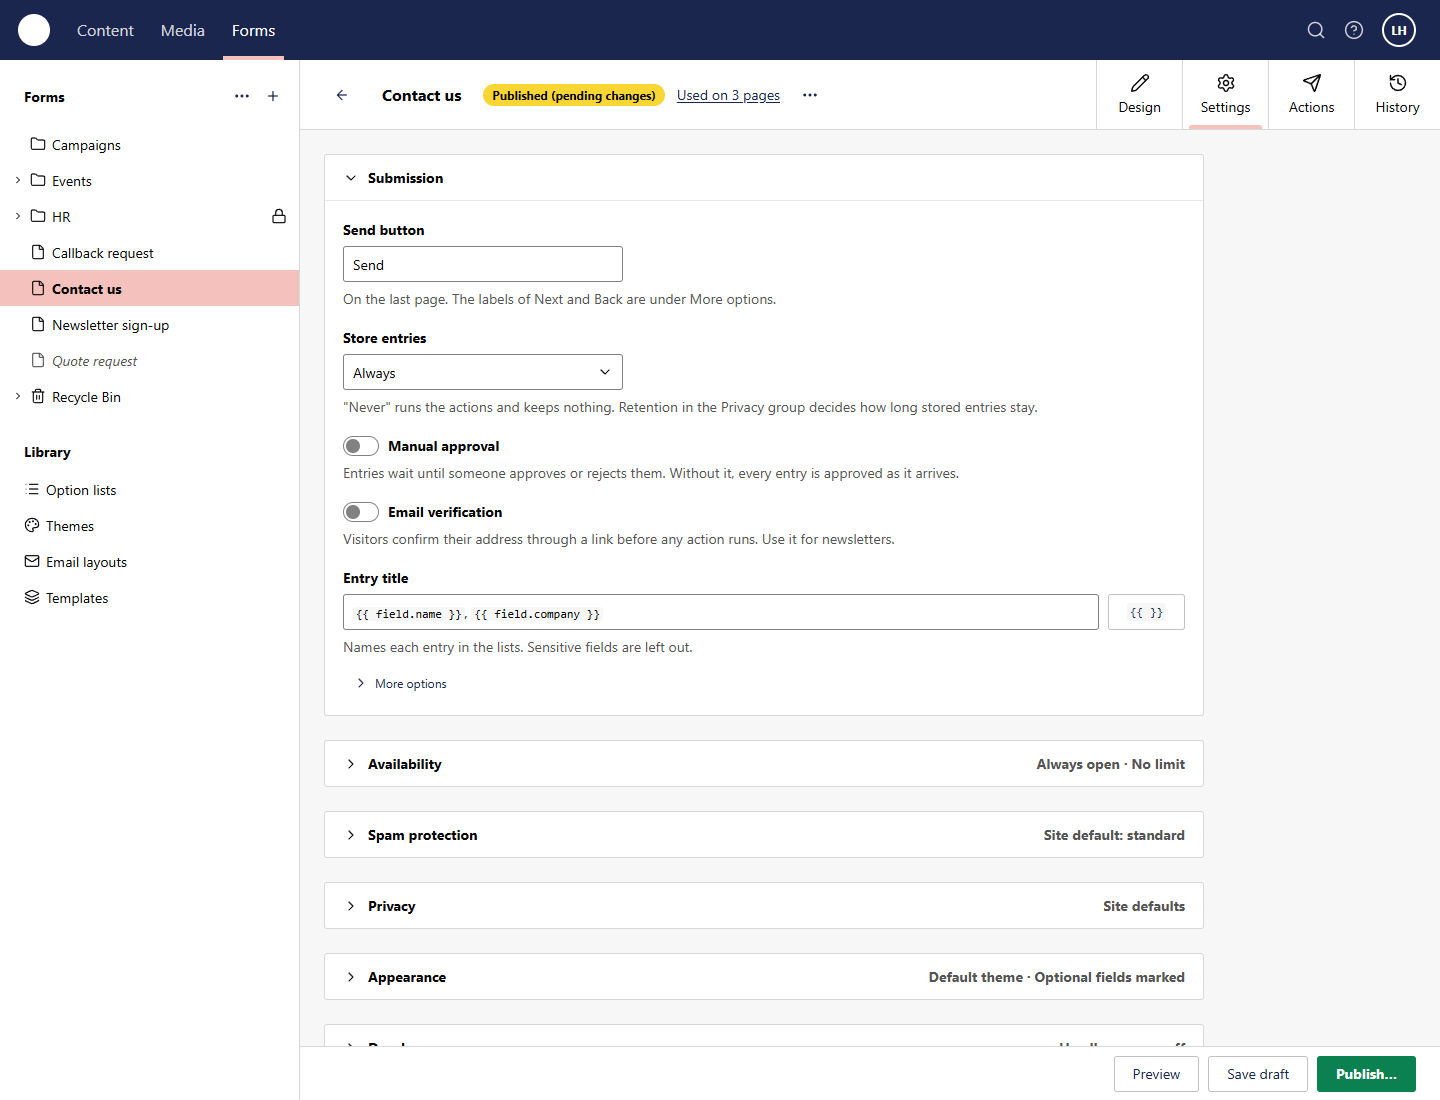 Content
Media
Forms
LH
Forms
Campaigns
Events
HR
Callback request
Contact us
Newsletter sign-up
Quote request
Recycle Bin
Library
Option lists
Themes
Email layouts
Templates
Contact us
Published (pending changes)
Used on 3 pages
Design
Settings
Actions
History
Submission
Send button
Send
On the last page. The labels of Next and Back are under More options.
Store entries
Always
"Never" runs the actions and keeps nothing. Retention in the Privacy group decides how long stored entries stay.
Manual approval
Entries wait until someone approves or rejects them. Without it, every entry is approved as it arrives.
Email verification
Visitors confirm their address through a link before any action runs. Use it for newsletters.
Entry title
{{ field.name }}, {{ field.company }}
{{ }}
Names each entry in the lists. Sensitive fields are left out.
More options
Availability
Always open · No limit
Spam protection
Site default: standard
Privacy
Site defaults
Appearance
Default theme · Optional fields marked
Preview
Save draft
Publish...